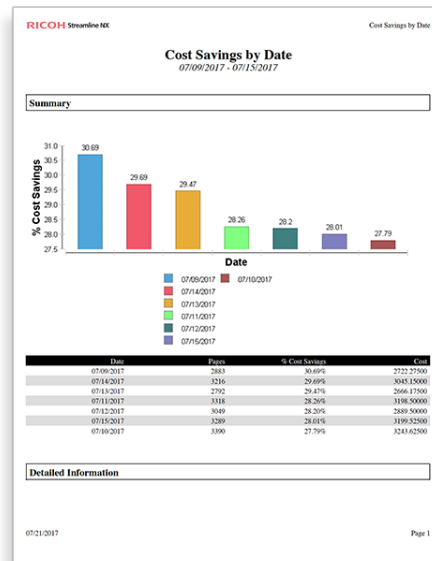 RICOH Streamline NX Cost Savings by Date
Cost Savings by Date
07/09/2017 - 07/15/2017
Summary
% Cost Savings
31.0
30.5
30.0
29.5
29.0
28.5
28.0
27.5
30.69
29.69
29.47
28.26
28.2
28.01
27.79
Date
07/09/2017 07/10/2017
07/14/2017
07/13/2017
07/11/2017
07/12/2017
07/15/2017
Date Pages % Cost Savings Cost
07/09/2017 2883 30.69% 2722.27500
07/14/2017 3216 29.69% 3045.15000
07/13/2017 2792 29.47% 2666.17500
07/11/2017 3318 28.26% 3198.50000
07/12/2017 3049 28.20% 2889.50000
07/15/2017 3289 28.01% 3199.52500
07/10/2017 3390 27.79% 3243.62500
Detailed Information
07/21/2017 Page 1